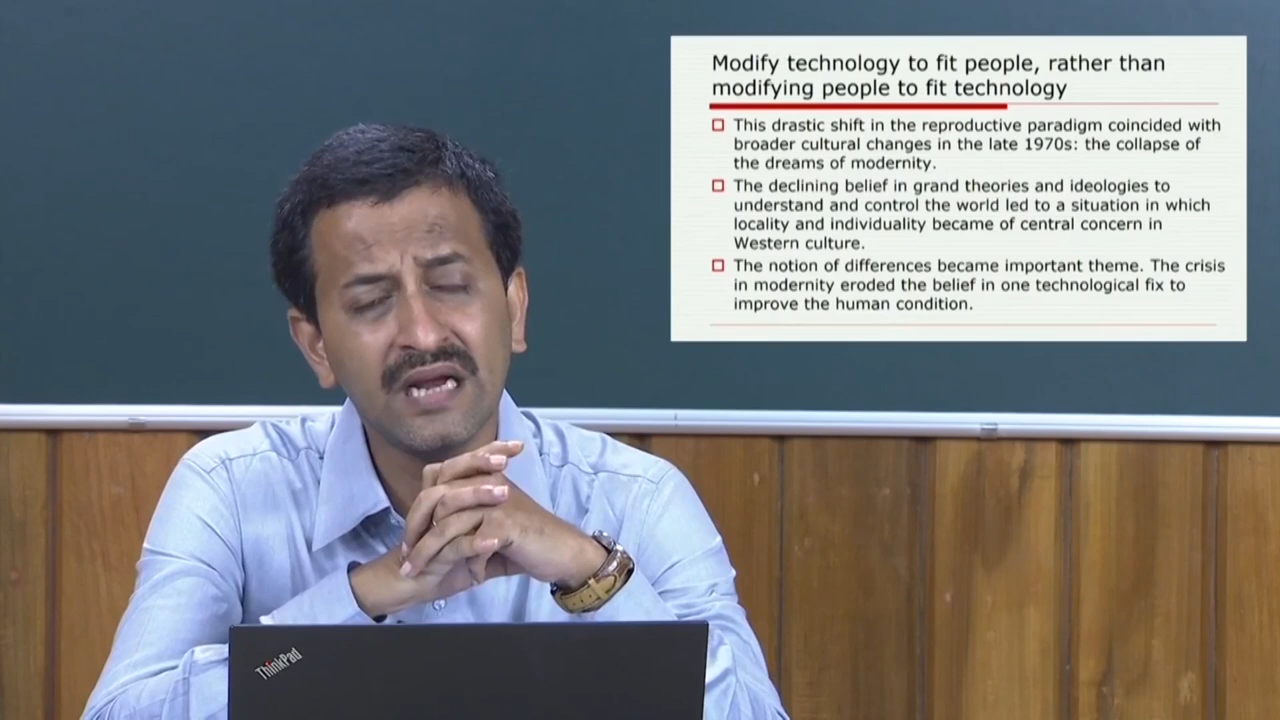 Modify technology to fit people, rather than
modifying people to fit technology
This drastic shift in the reproductive paradigm coincided with
broader cultural changes in the late 1970s: the collapse of
the dreams of modernity.
The declining belief in grand theories and ideologies to
understand and control the world led to a situation in which
locality and individuality became of central concern in
Western culture.
The notion of differences became important theme. The crisis
in modernity eroded the belief in one technological fix to
improve the human condition.
ThinkPad